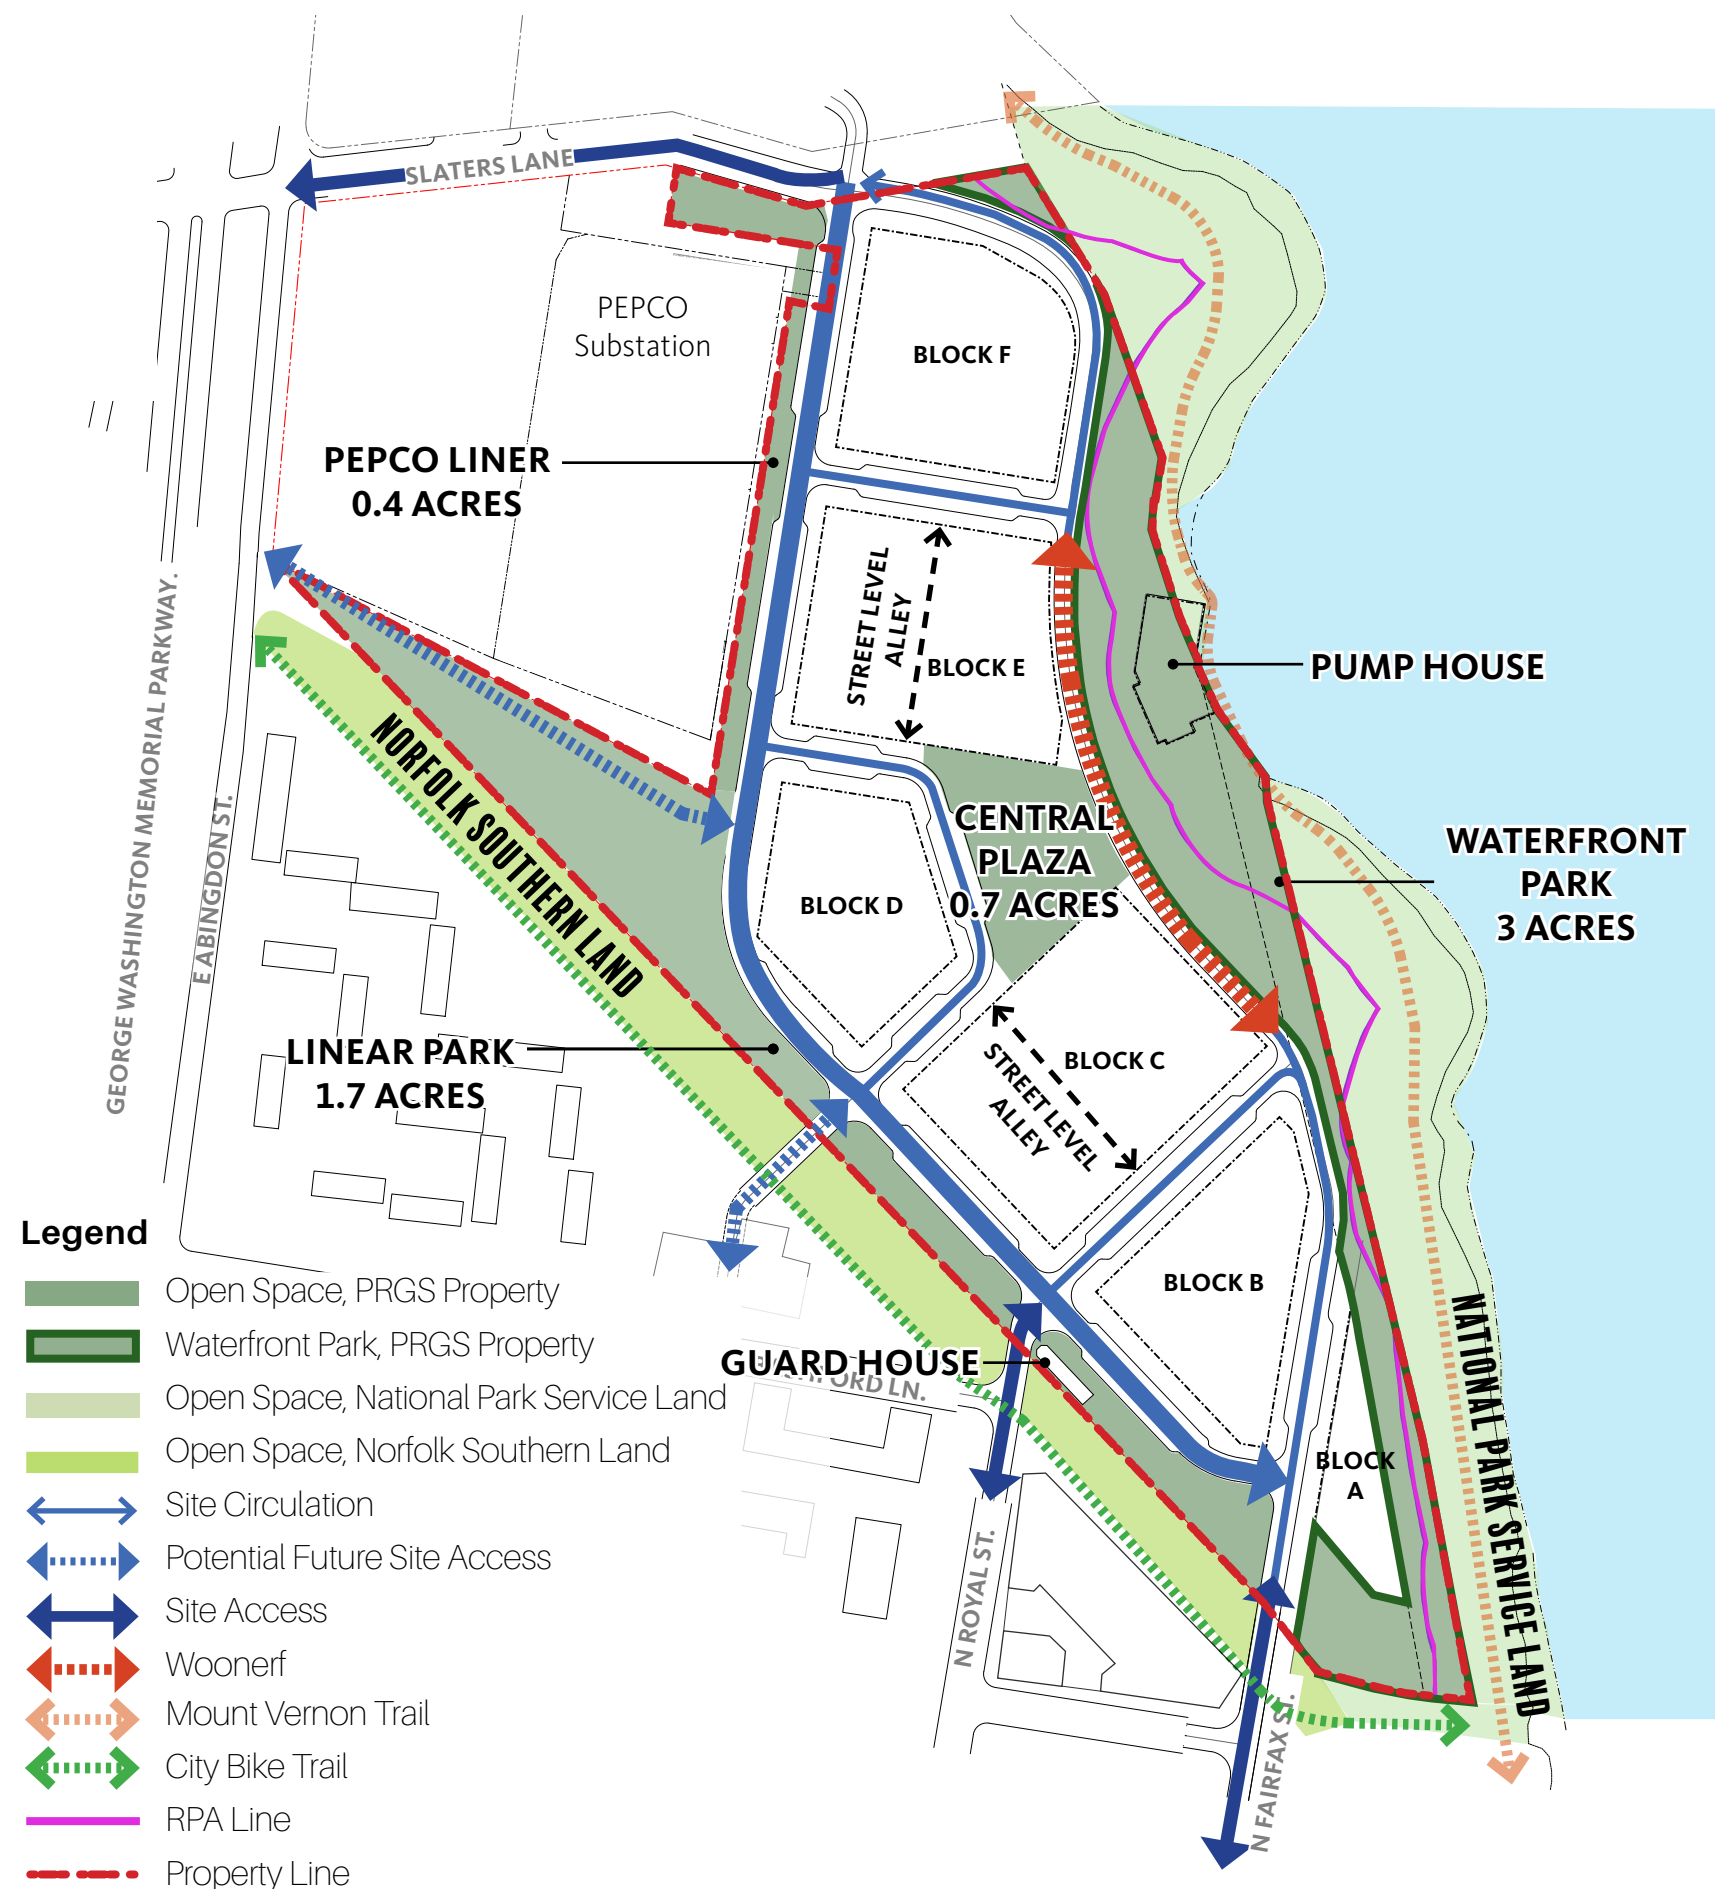 SLATERS LANE
PEPCO
Substation
BLOCK F
PEPCO LINER
0.4 ACRES
STREET LEVEL
ALLEY
BLOCK E
PUMP HOUSE
GEORGE WASHINGTON MEMORIAL PARKWAY.
E ABINGDON ST.
NORFOLK SOUTHERN LAND
CENTRAL
PLAZA
0.7 ACRES
WATERFRONT
PARK
3 ACRES
BLOCK D
LINEAR PARK
1.7 ACRES
BLOCK C
STREET LEVEL
ALLEY
BLOCK B
GUARD HOUSE
FORD LN.
BLOCK
A
NATIONAL PARK SERVICE LAND
N ROYAL ST.
N FAIRFAX ST.
Legend
Open Space, PRGS Property
Waterfront Park, PRGS Property
Open Space, National Park Service Land
Open Space, Norfolk Southern Land
Site Circulation
Potential Future Site Access
Site Access
Woonerf
Mount Vernon Trail
City Bike Trail
RPA Line
Property Line